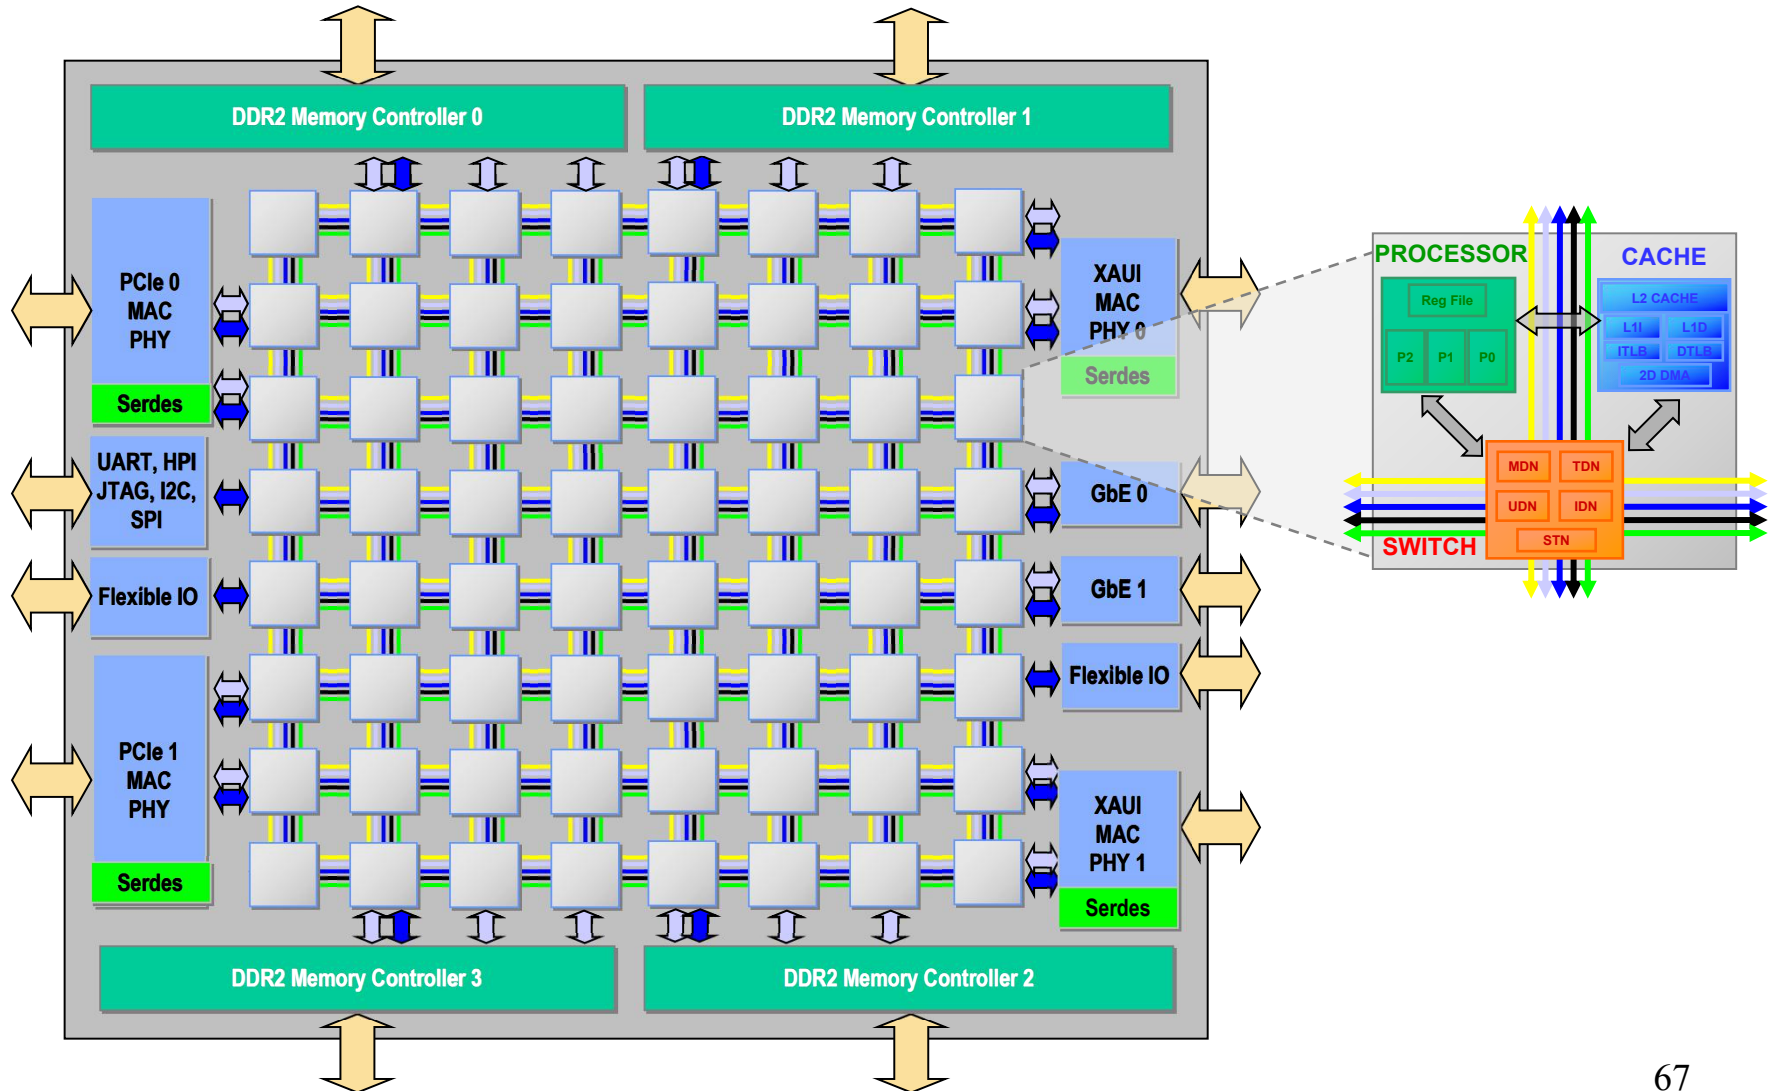 DDR2 Memory Controller 0
DDR2 Memory Controller 1
PCIe 0
MAC
PHY
Serdes
UART, HPI
JTAG, I2C,
SPI
Flexible IO
PCIe 1
MAC
PHY
Serdes
XAUI
MAC
PHY 0
Serdes
GbE 0
GbE 1
Flexible IO
XAUI
MAC
PHY 1
Serdes
DDR2 Memory Controller 3
DDR2 Memory Controller 2
PROCESSOR
Reg File
P2 P1 P0
CACHE
L2 CACHE
L1I L1D
ITLB DTLB
2D DMA
MDN TDN
UDN IDN
STN
SWITCH
67